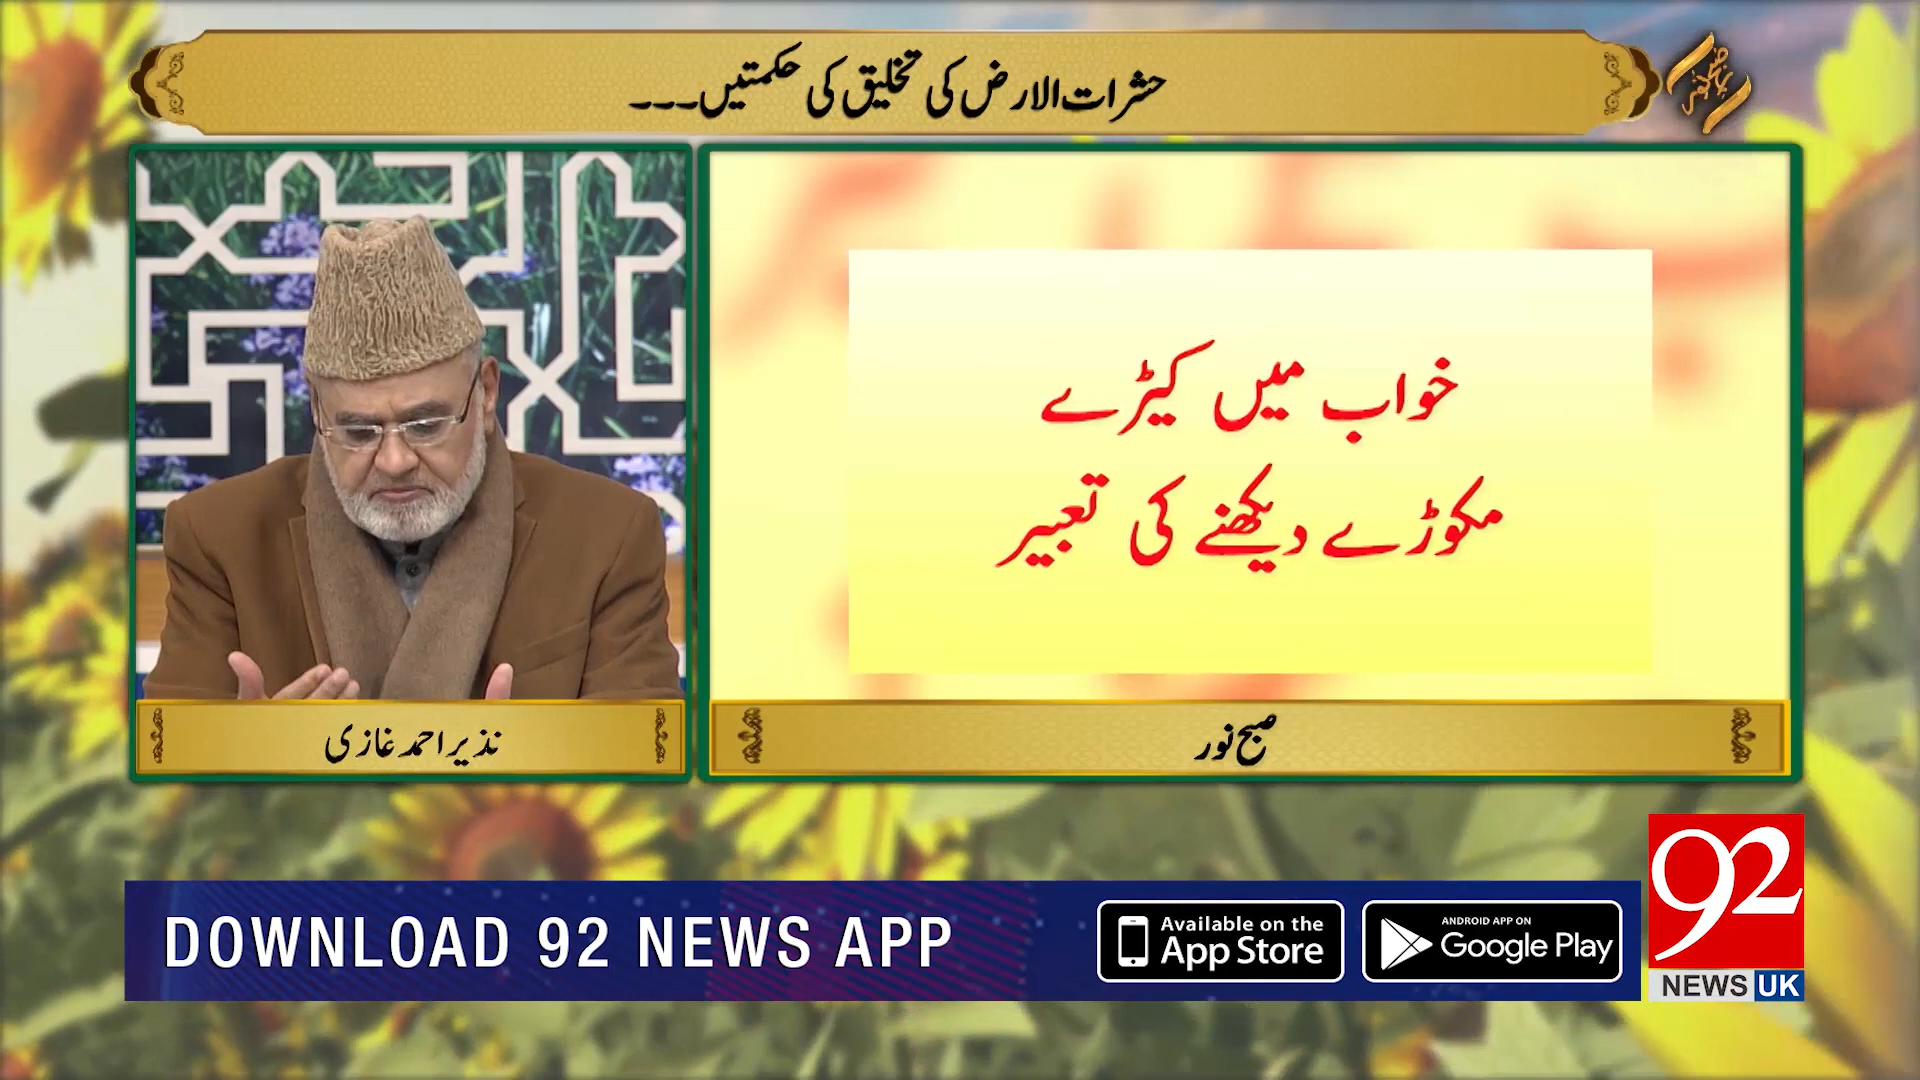 حشرات الارض کی تخلیق کی حکمتیں۔۔۔
خواب میں کیڑے
مکوڑے دیکھنے کی تعبیر
نذیر احمد غازی
صبح نور
DOWNLOAD 92 NEWS APP
Available on the
App Store
ANDROID APP ON
Google Play
92
NEWS UK